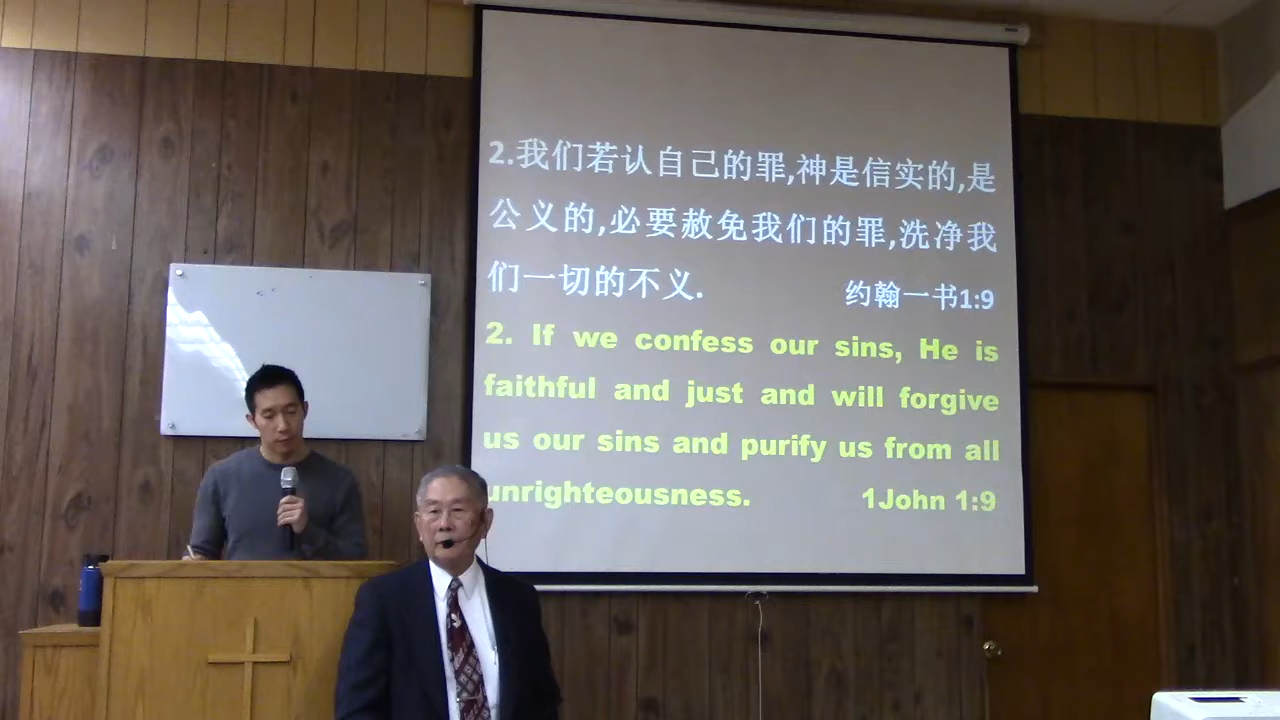 2.我们若认自己的罪,神是信实的,是
公义的,必要赦免我们的罪,洗净我
们一切的不义. 约翰一书1:9
2. If we confess our sins, He is
faithful and just and will forgive
us our sins and purify us from all
unrighteousness. 1John 1:9